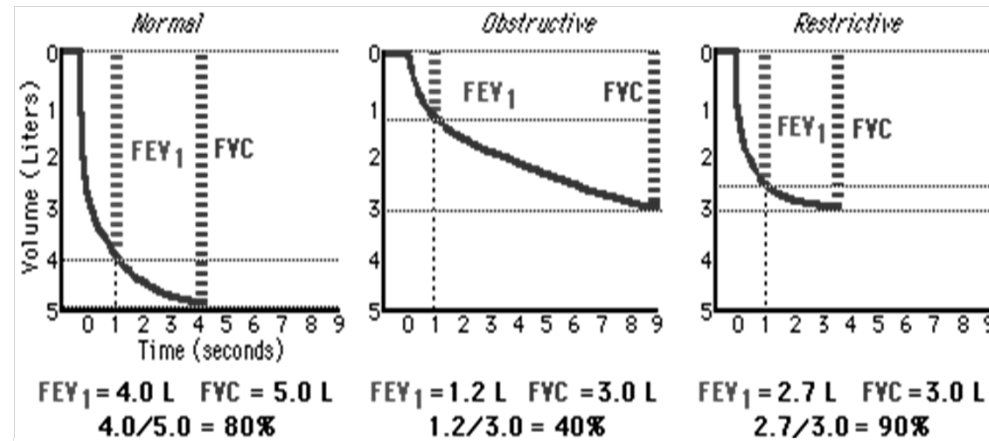 Normal
Obstructive
Restrictive
Volume (Liters)
0
1
2
3
4
5
FEV1
FVC
0 1 2 3 4 5 6 7 8 9
Time (seconds)
0
1
2
3
4
5
FEV1
FVC
0 1 2 3 4 5 6 7 8 9
0
1
2
3
4
5
FEV1
FVC
0 1 2 3 4 5 6 7 8 9
FEV1 = 4.0 L FVC = 5.0 L
4.0/5.0 = 80%
FEV1 = 1.2 L FVC = 3.0 L
1.2/3.0 = 40%
FEV1 = 2.7 L FVC = 3.0 L
2.7/3.0 = 90%